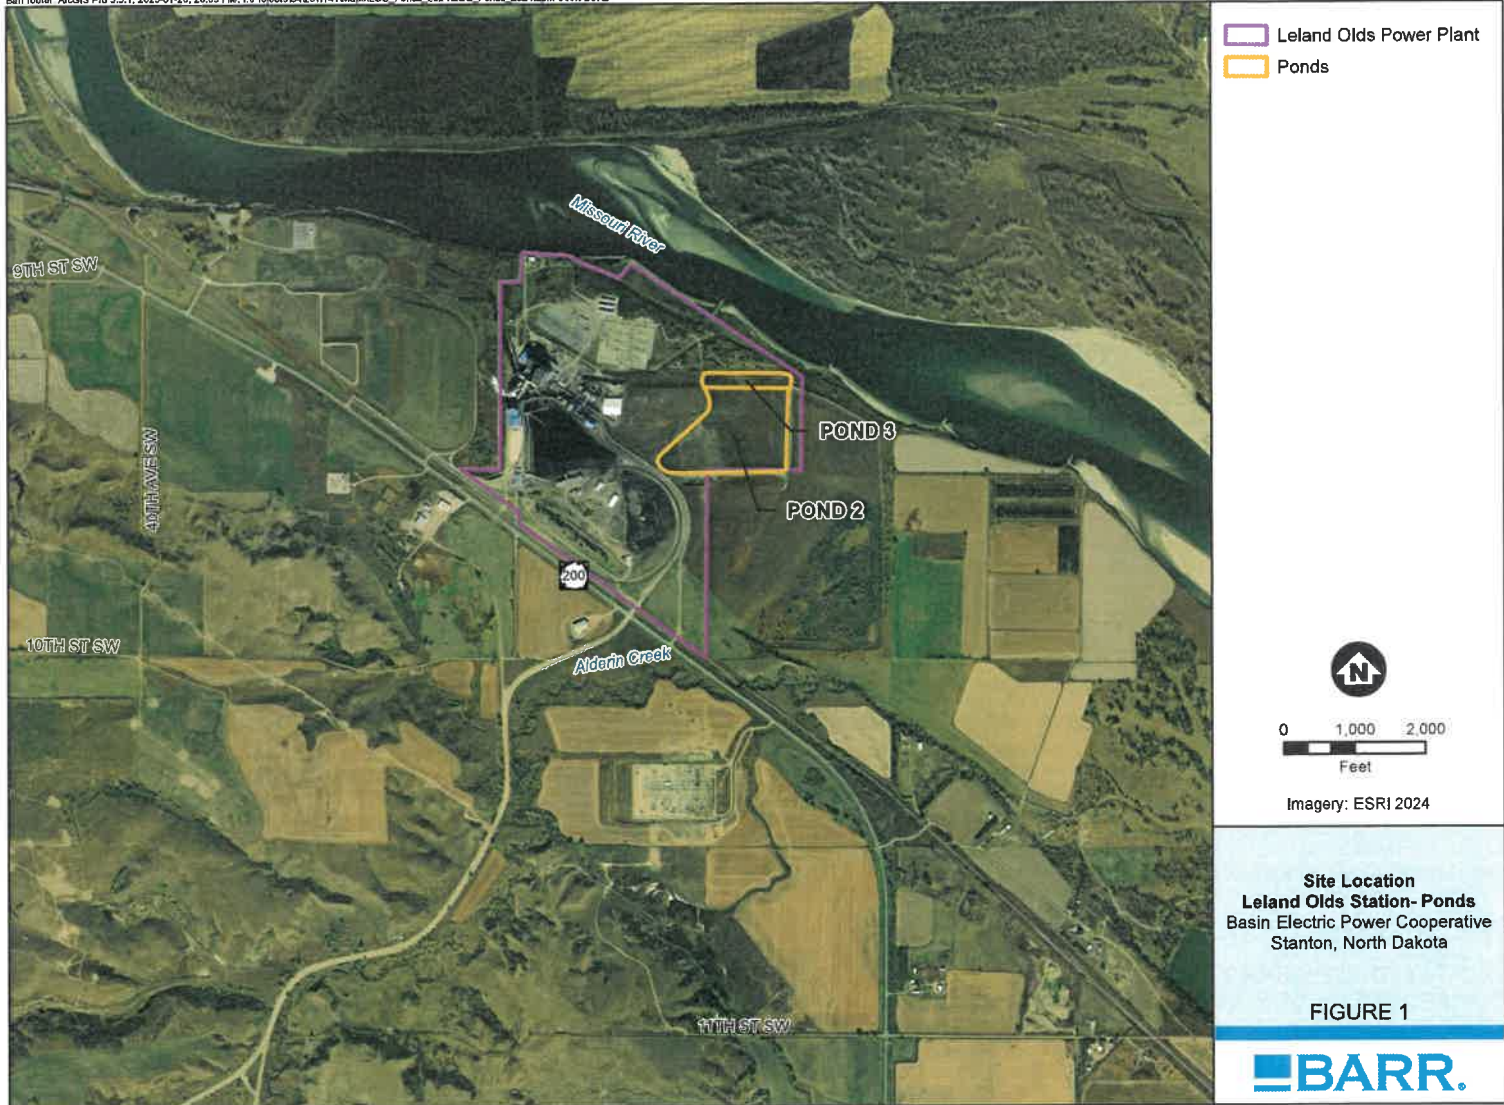 Leland Olds Power Plant
Ponds
Missouri River
9TH ST SW
40TH AVE SW
POND 3
POND 2
200
10TH ST SW
Alderin Creek
11TH ST SW
N
0 1,000 2,000
Feet
Imagery: ESRI 2024
Site Location
Leland Olds Station- Ponds
Basin Electric Power Cooperative
Stanton, North Dakota
FIGURE 1
BARR.